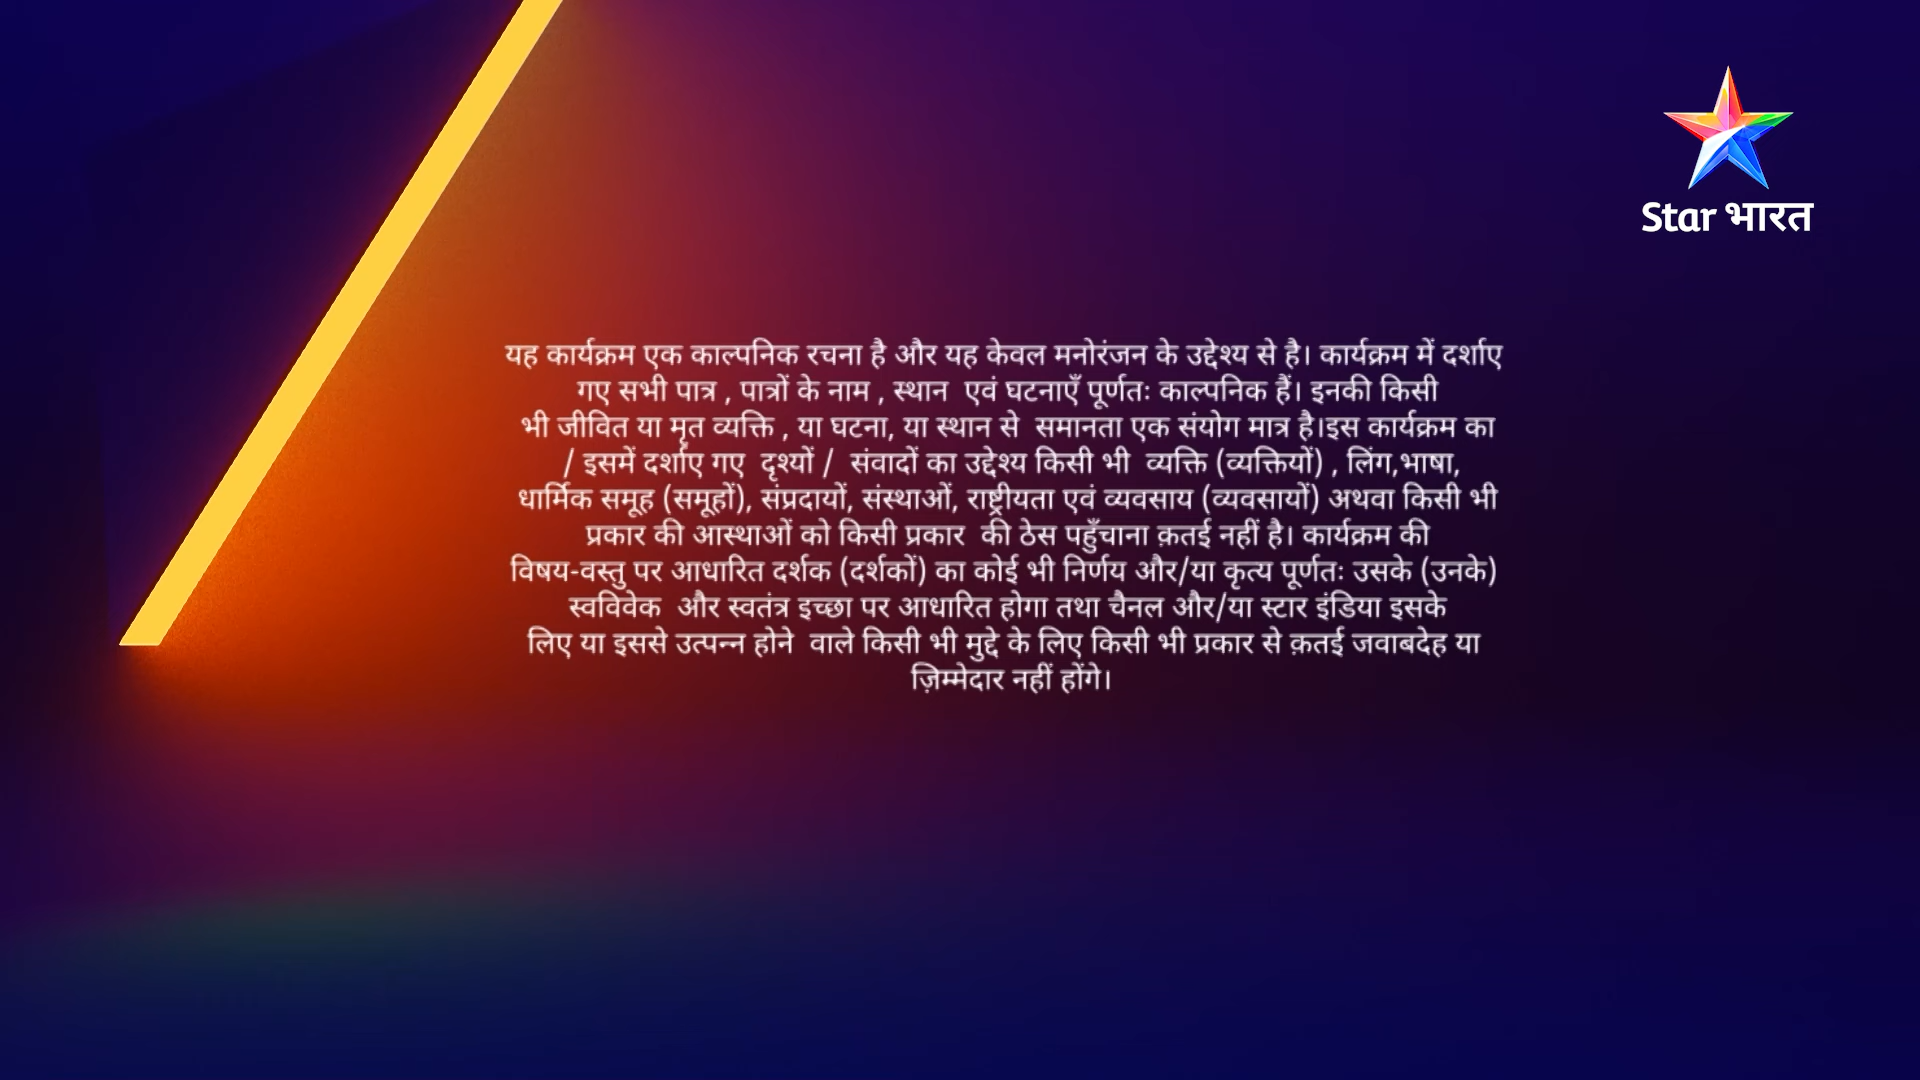 Star भारत
यह कार्यक्रम एक काल्पनिक रचना है और यह केवल मनोरंजन के उद्देश्य से है। कार्यक्रम में दर्शाए
गए सभी पात्र , पात्रों के नाम , स्थान  एवं घटनाएँ पूर्णतः काल्पनिक हैं। इनकी किसी
भी जीवित या मृत व्यक्ति , या घटना, या स्थान से  समानता एक संयोग मात्र है।इस कार्यक्रम का
/ इसमें दर्शाए गए  दृश्यों /  संवादों का उद्देश्य किसी भी  व्यक्ति (व्यक्तियों) , लिंग,भाषा,
धार्मिक समूह (समूहों), संप्रदायों, संस्थाओं, राष्ट्रीयता एवं व्यवसाय (व्यवसायों) अथवा किसी भी
प्रकार की आस्थाओं को किसी प्रकार  की ठेस पहुँचाना क़तई नहीं है। कार्यक्रम की
विषय-वस्तु पर आधारित दर्शक (दर्शकों) का कोई भी निर्णय और/या कृत्य पूर्णतः उसके (उनके)
स्वविवेक  और स्वतंत्र इच्छा पर आधारित होगा तथा चैनल और/या स्टार इंडिया इसके
लिए या इससे उत्पन्न होने  वाले किसी भी मुद्दे के लिए किसी भी प्रकार से क़तई जवाबदेह या
ज़िम्मेदार नहीं होंगे।